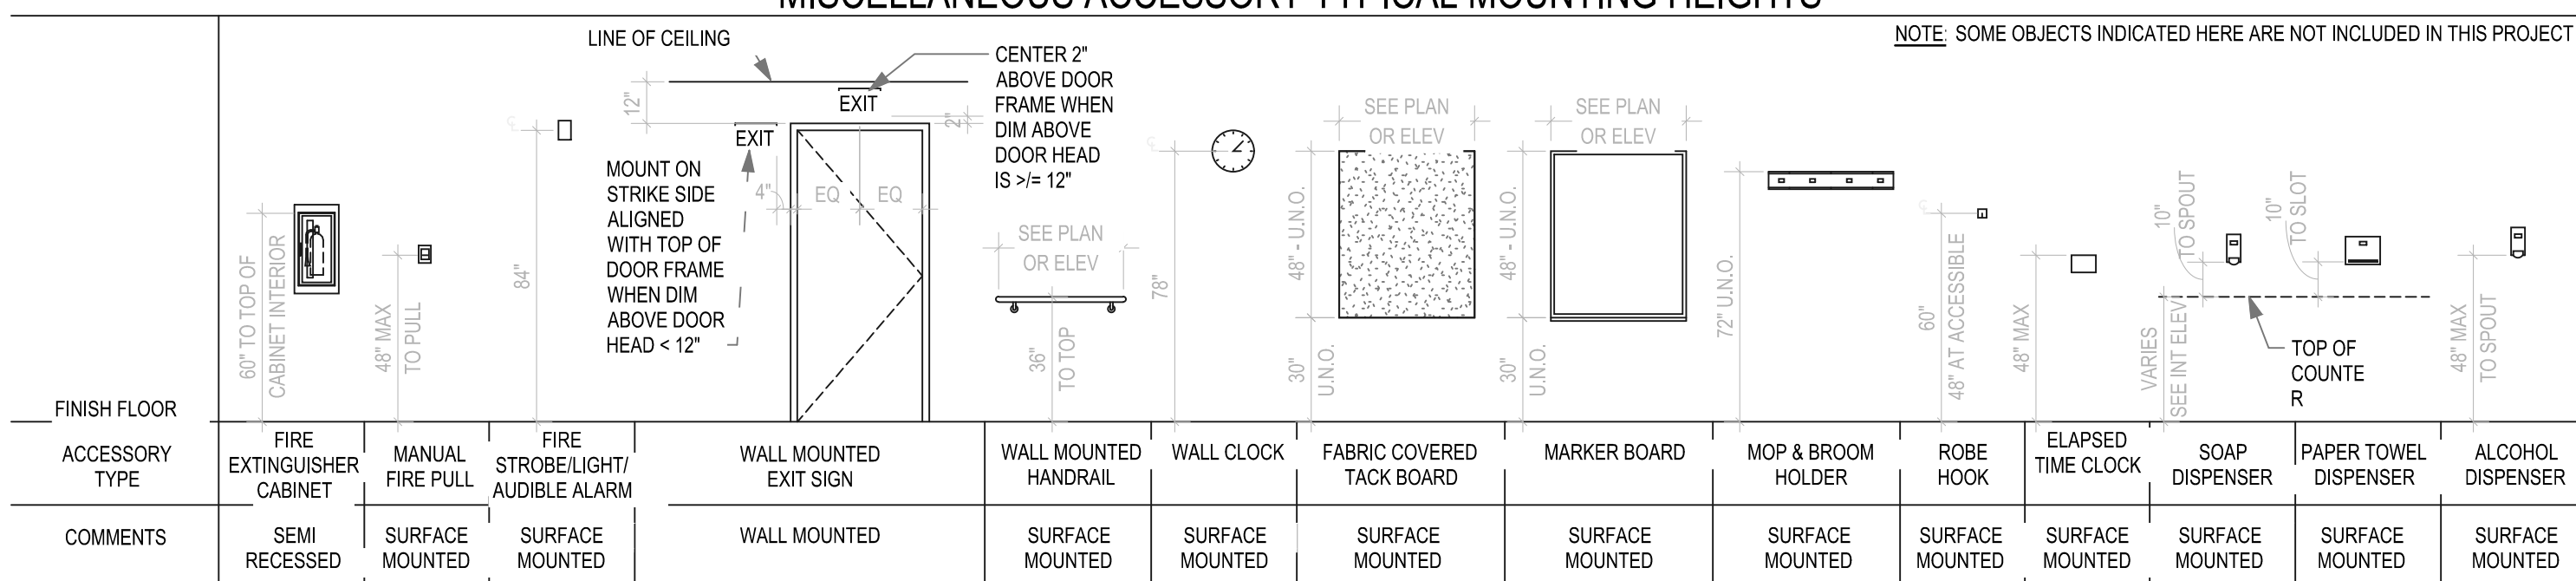 MISCELLANEOUS ACCESSORY TYPICAL MOUNTING HEIGHTS
NOTE: SOME OBJECTS INDICATED HERE ARE NOT INCLUDED IN THIS PROJECT
LINE OF CEILING
CENTER 2"
ABOVE DOOR
FRAME WHEN
DIM ABOVE
DOOR HEAD
IS >/= 12"
12"
EXIT
2"
EXIT
MOUNT ON
STRIKE SIDE
ALIGNED
WITH TOP OF
DOOR FRAME
WHEN DIM
ABOVE DOOR
HEAD < 12"
4"
EQ
EQ
60" TO TOP OF
CABINET INTERIOR
48" MAX
TO PULL
84"
SEE PLAN
OR ELEV
36"
TO TOP
78"
SEE PLAN
OR ELEV
48" - U.N.O.
30"
U.N.O.
SEE PLAN
OR ELEV
48" - U.N.O.
30"
U.N.O.
72" U.N.O.
60"
48" AT ACCESSIBLE
48" MAX
10"
TO SPOUT
VARIES
SEE INT ELEV
10"
TO SLOT
TOP OF
COUNTE
R
48" MAX
TO SPOUT
FINISH FLOOR
ACCESSORY
TYPE
FIRE
EXTINGUISHER
CABINET
MANUAL
FIRE PULL
FIRE
STROBE/LIGHT/
AUDIBLE ALARM
WALL MOUNTED
EXIT SIGN
WALL MOUNTED
HANDRAIL
WALL CLOCK
FABRIC COVERED
TACK BOARD
MARKER BOARD
MOP & BROOM
HOLDER
ROBE
HOOK
ELAPSED
TIME CLOCK
SOAP
DISPENSER
PAPER TOWEL
DISPENSER
ALCOHOL
DISPENSER
COMMENTS
SEMI
RECESSED
SURFACE
MOUNTED
SURFACE
MOUNTED
WALL MOUNTED
SURFACE
MOUNTED
SURFACE
MOUNTED
SURFACE
MOUNTED
SURFACE
MOUNTED
SURFACE
MOUNTED
SURFACE
MOUNTED
SURFACE
MOUNTED
SURFACE
MOUNTED
SURFACE
MOUNTED
SURFACE
MOUNTED